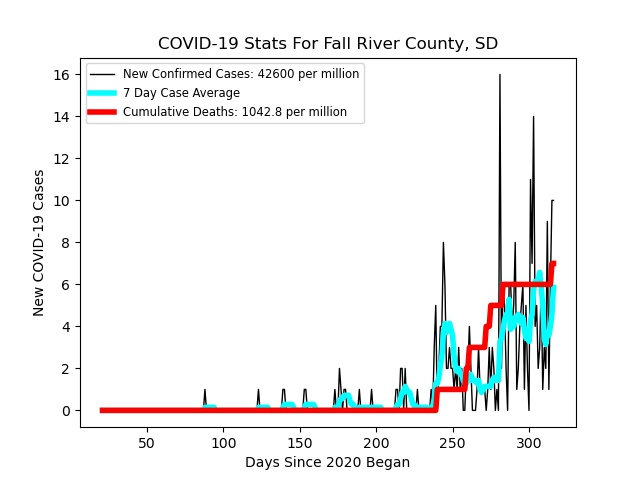 COVID-19 Stats For Fall River County, SD
New Confirmed Cases: 42600 per million
7 Day Case Average
Cumulative Deaths: 1042.8 per million
New COVID-19 Cases
16
14
12
10
8
6
4
2
0
50 100 150 200 250 300
Days Since 2020 Began